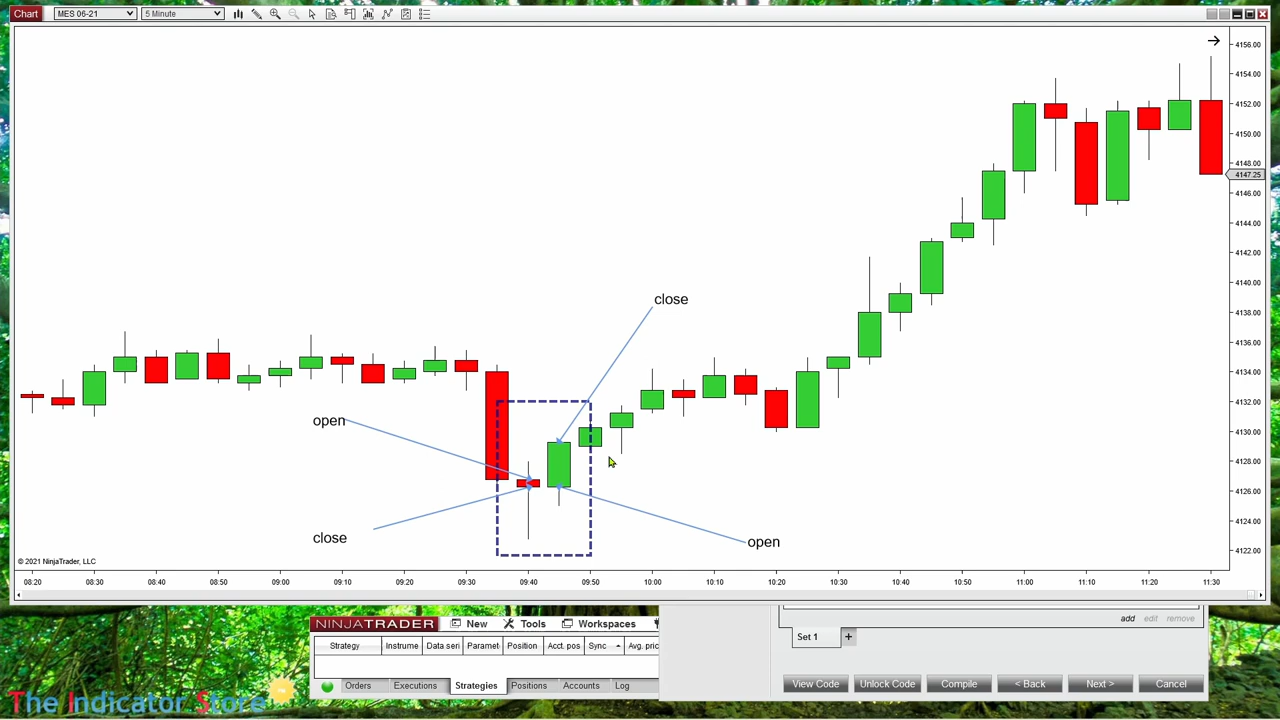 Chart MES 06-21 5 Minute
4156.00
4154.00
4152.00
4150.00
4148.00
4147.25
4146.00
4144.00
4142.00
4140.00
4138.00
4136.00
4134.00
4132.00
4130.00
4128.00
4126.00
4124.00
4122.00
close
open
close
open
© 2021 NinjaTrader, LLC
08:20 08:30 08:40 08:50 09:00 09:10 09:20 09:30 09:40 09:50 10:00 10:10 10:20 10:30 10:40 10:50 11:00 11:10 11:20 11:30
add edit remove
NINJATRADER New Tools Workspaces
Set 1 +
Strategy Instrume Data seri Paramet Position Acct. pos Sync Avg. pric
Orders Executions Strategies Positions Accounts Log
View Code Unlock Code Compile < Back Next > Cancel
The Indicator Store